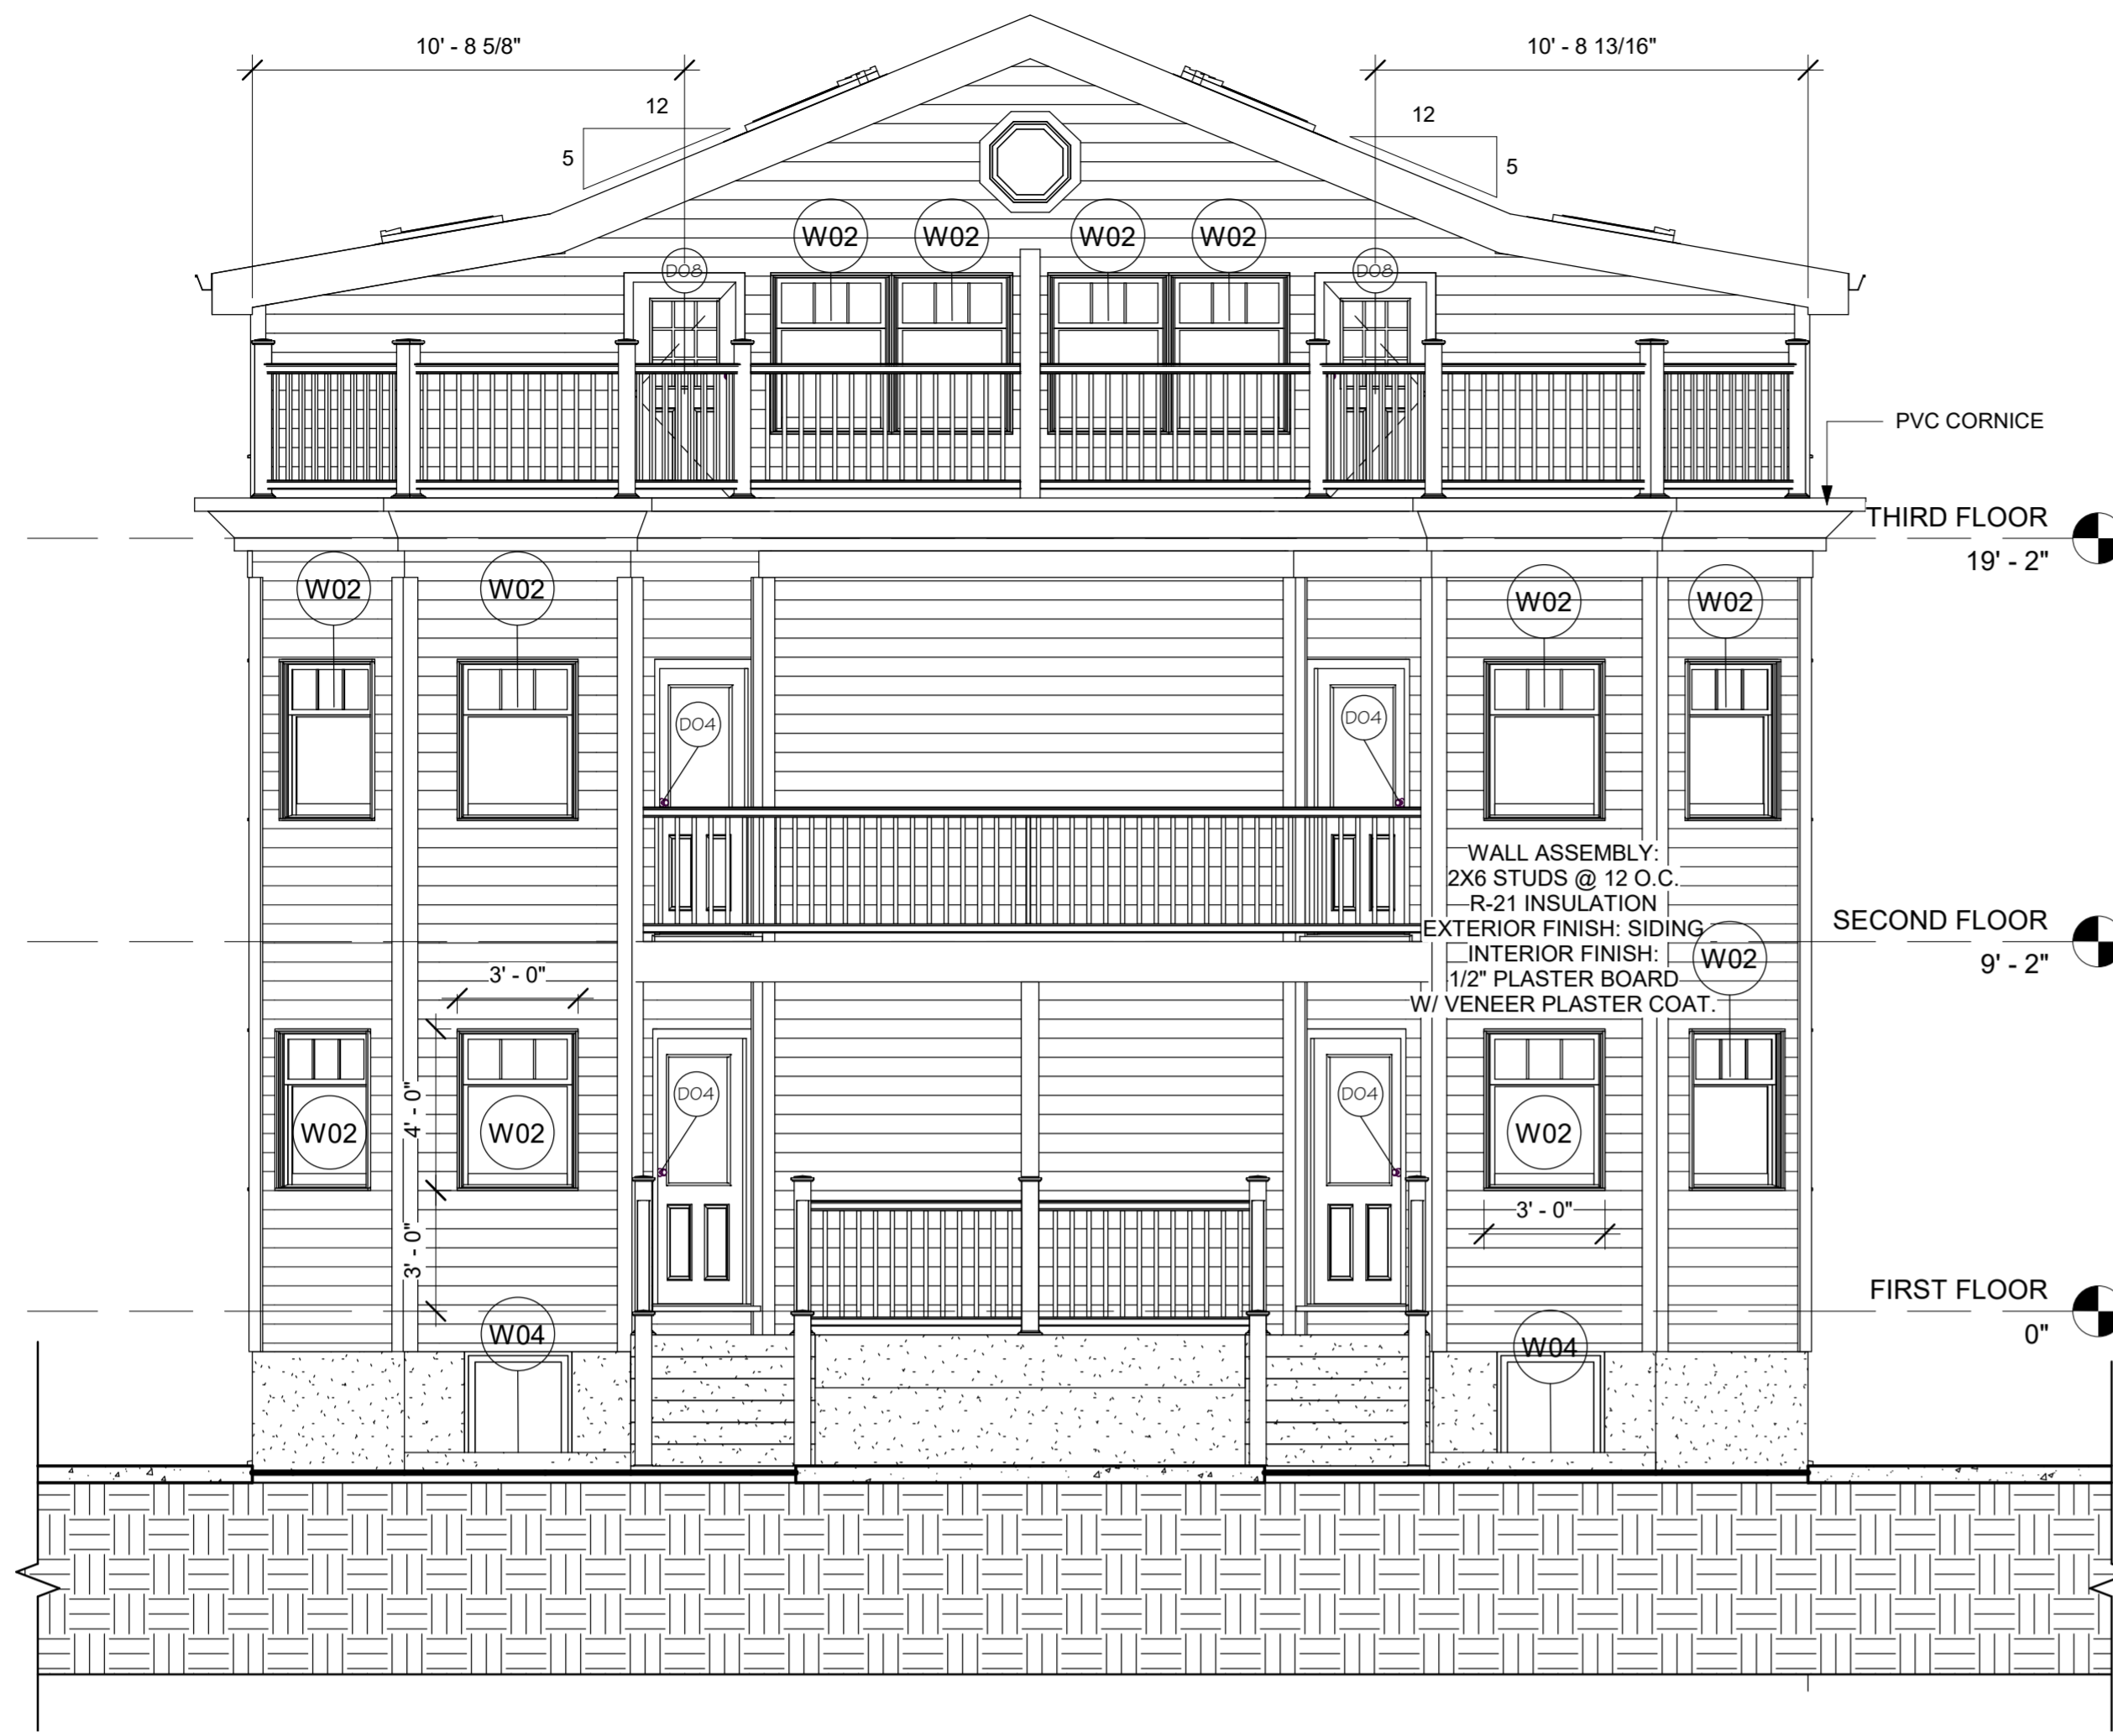 10' - 8 5/8"
10' - 8 13/16"
12
5
12
5
W02
W02
W02
W02
D08
D08
PVC CORNICE
THIRD FLOOR
19' - 2"
W02
W02
W02
W02
D04
D04
WALL ASSEMBLY:
2X6 STUDS @ 12 O.C.
R-21 INSULATION
EXTERIOR FINISH: SIDING
INTERIOR FINISH:
1/2" PLASTER BOARD
W/ VENEER PLASTER COAT.
SECOND FLOOR
9' - 2"
W02
3' - 0"
4' - 0"
3' - 0"
D04
D04
W02
W02
W02
3' - 0"
FIRST FLOOR
0"
W04
W04